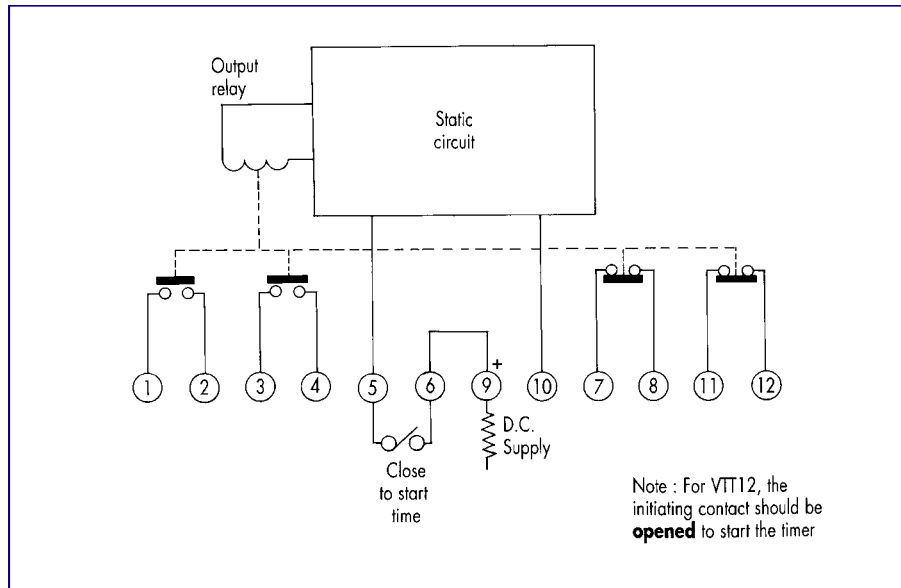 Output
relay
Static
circuit
1 2 3 4 5 6 9 + 10 7 8 11 12
D.C.
Supply
Close
to start
time
Note : For VTT12, the
initiating contact should be
opened to start the timer